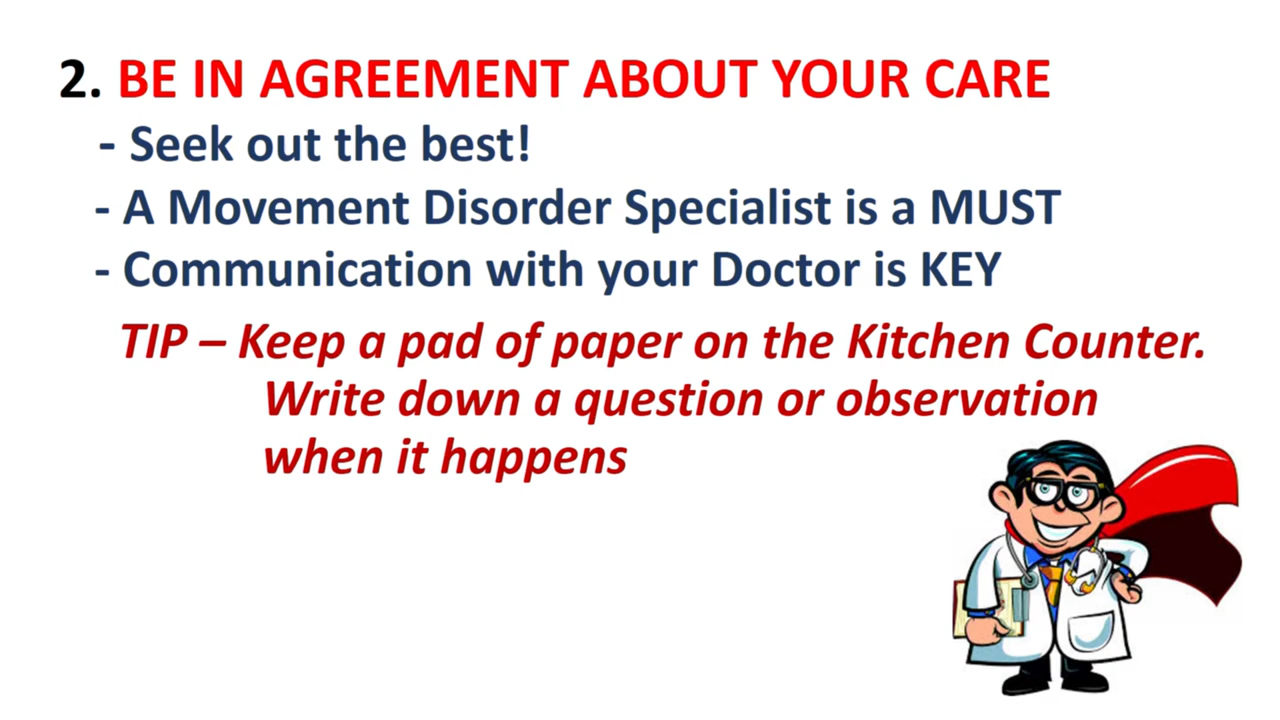 2. BE IN AGREEMENT ABOUT YOUR CARE
- Seek out the best!
- A Movement Disorder Specialist is a MUST
- Communication with your Doctor is KEY
TIP – Keep a pad of paper on the Kitchen Counter.
Write down a question or observation
when it happens